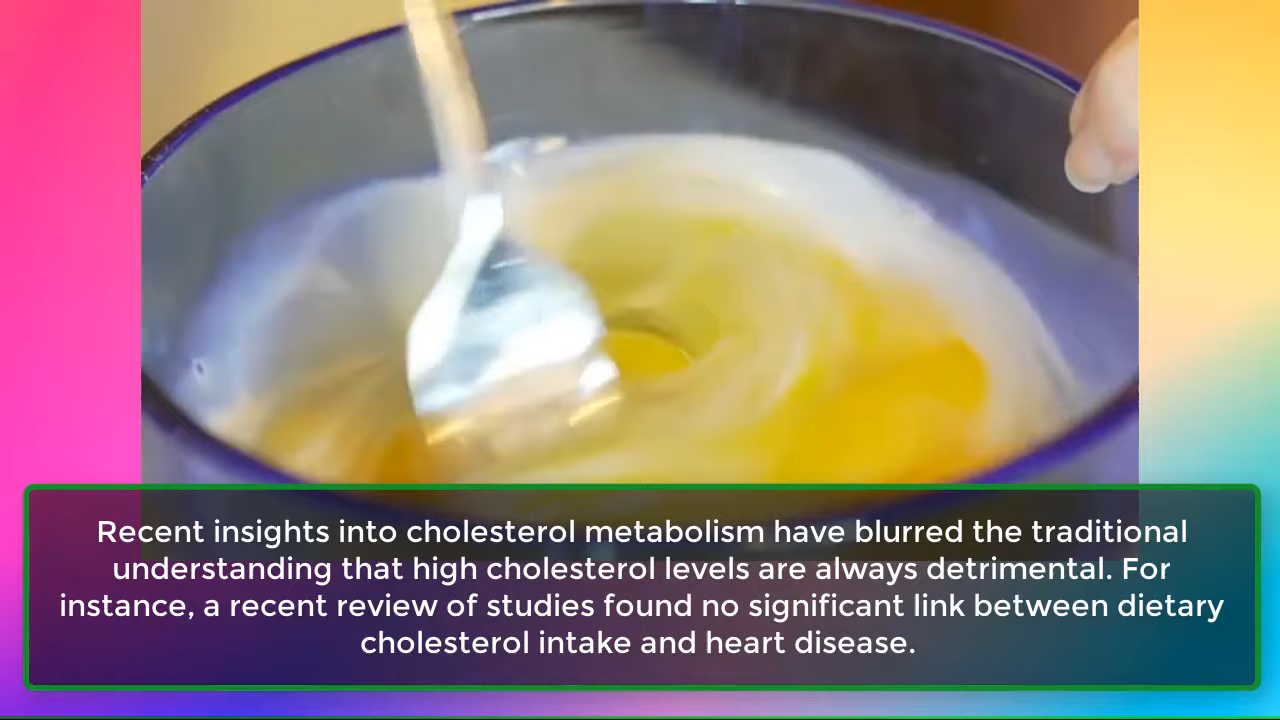 Recent insights into cholesterol metabolism have blurred the traditional
understanding that high cholesterol levels are always detrimental. For
instance, a recent review of studies found no significant link between dietary
cholesterol intake and heart disease.